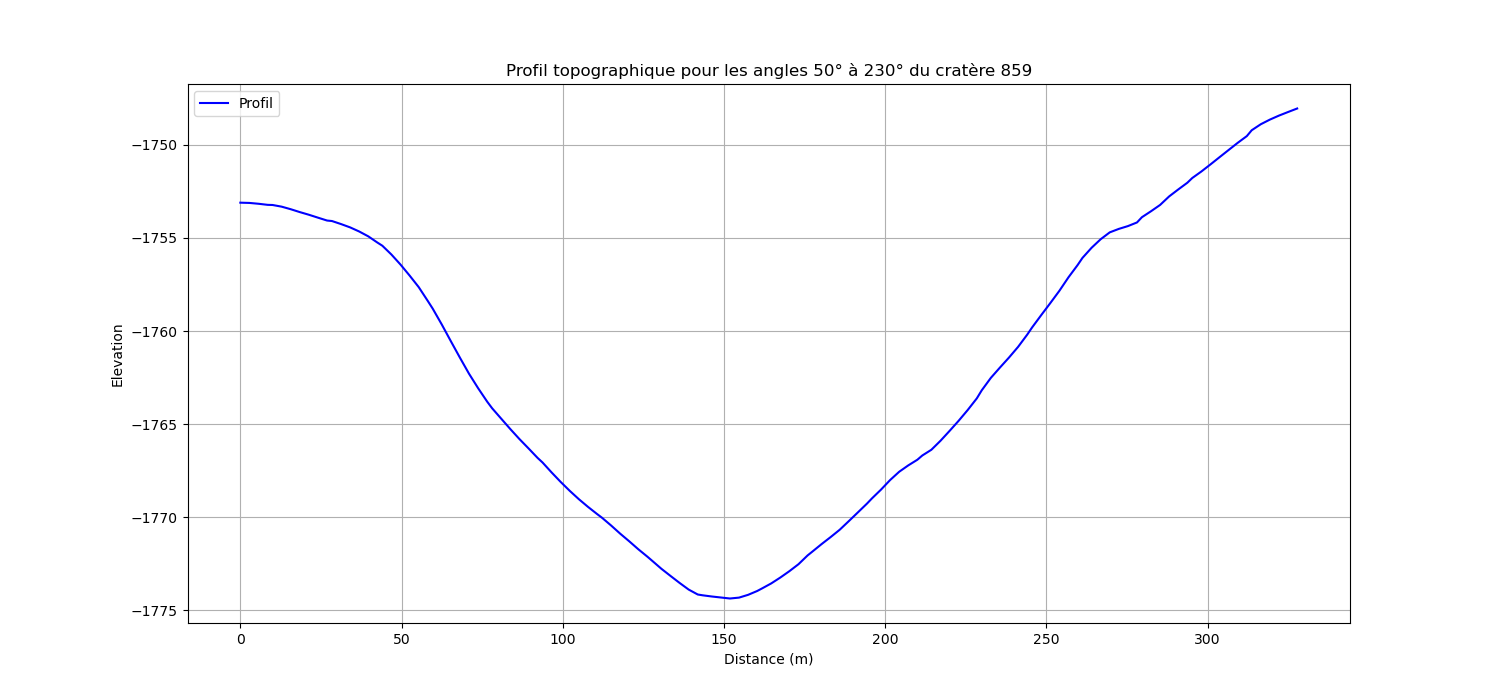 Profil topographique pour les angles 50° à 230° du cratère 859
Profil
−1750
−1755
−1760
−1765
−1770
−1775
Elevation
0 50 100 150 200 250 300
Distance (m)